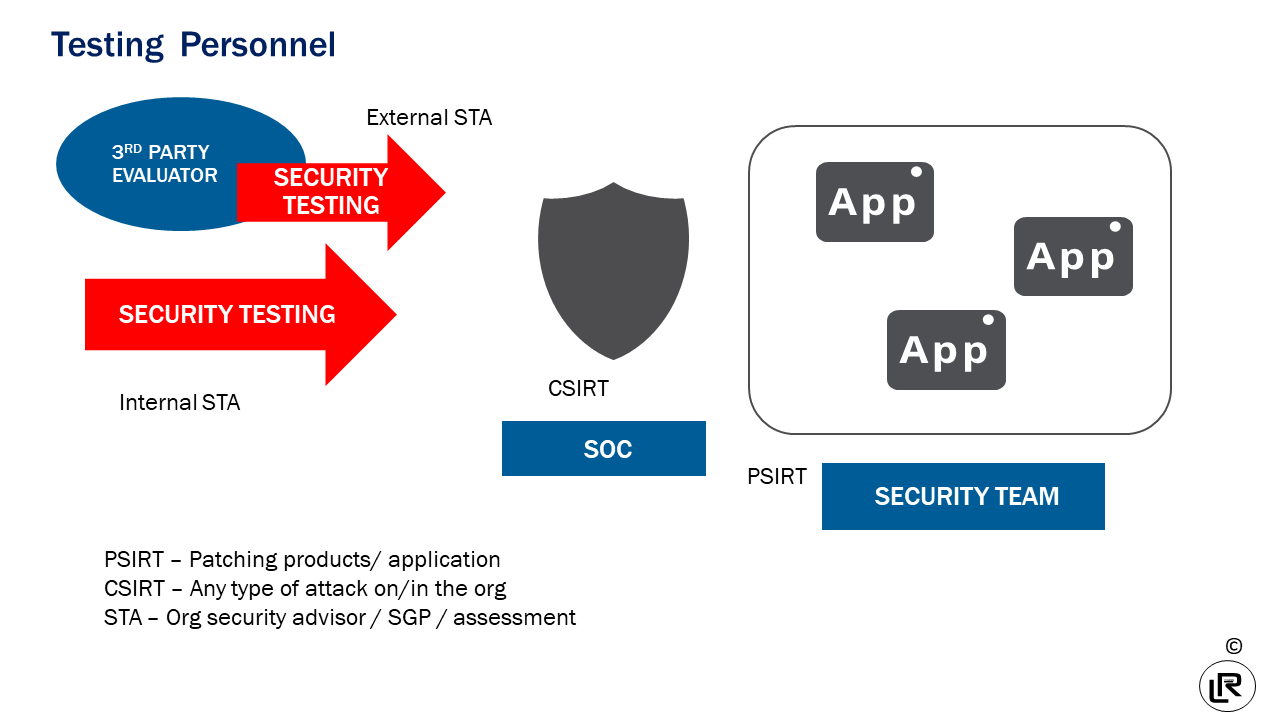 Testing Personnel
External STA
3RD PARTY
EVALUATOR
SECURITY
TESTING
SECURITY TESTING
Internal STA
CSIRT
SOC
App
App
App
PSIRT
SECURITY TEAM
PSIRT – Patching products/ application
CSIRT – Any type of attack on/in the org
STA – Org security advisor / SGP / assessment
©
LR